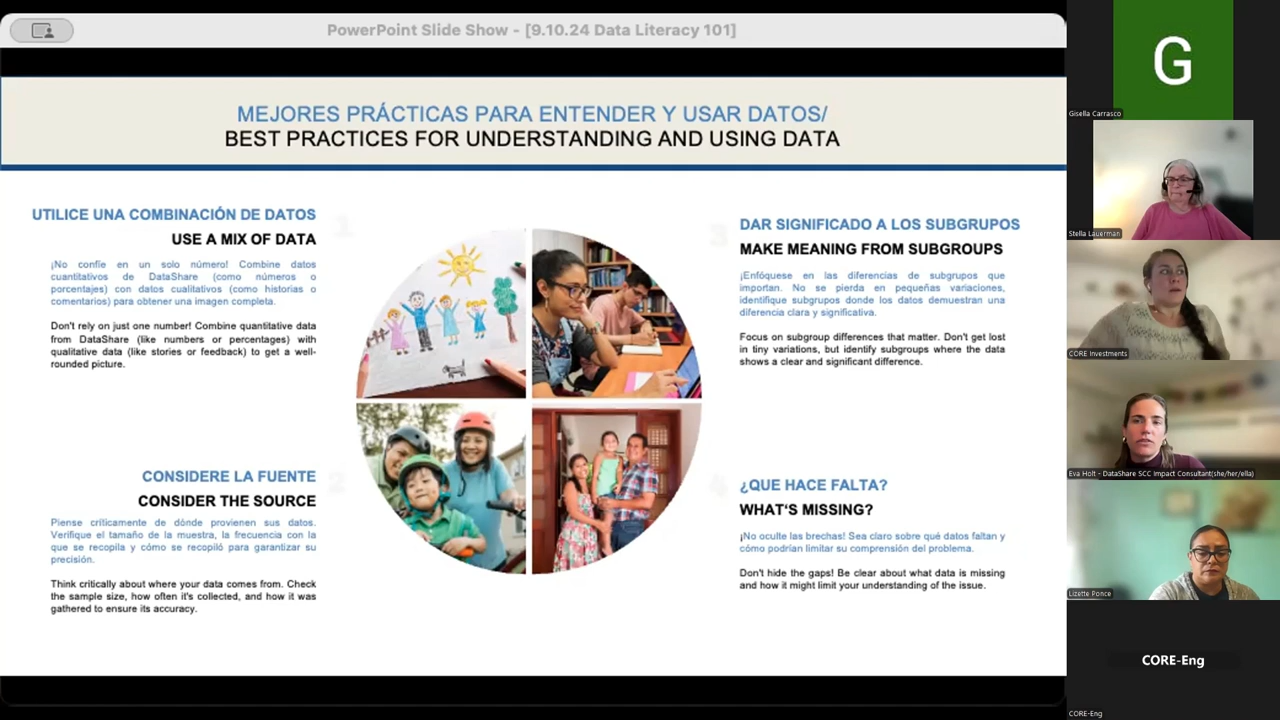 PowerPoint Slide Show - [9.10.24 Data Literacy 101]
MEJORES PRÁCTICAS PARA ENTENDER Y USAR DATOS/
BEST PRACTICES FOR UNDERSTANDING AND USING DATA
UTILICE UNA COMBINACIÓN DE DATOS
USE A MIX OF DATA
¡No confíe en un solo número! Combine datos
cuantitativos de DataShare (como números o
porcentajes) con datos cualitativos (como historias o
comentarios) para obtener una imagen completa.
Don't rely on just one number! Combine quantitative data
from DataShare (like numbers or percentages) with
qualitative data (like stories or feedback) to get a well-
rounded picture.
1
CONSIDERE LA FUENTE
CONSIDER THE SOURCE
Piense críticamente de dónde provienen sus datos.
Verifique el tamaño de la muestra, la frecuencia con la
que se recopila y cómo se recopiló para garantizar su
precisión.
Think critically about where your data comes from. Check
the sample size, how often it's collected, and how it was
gathered to ensure its accuracy.
2
DAR SIGNIFICADO A LOS SUBGRUPOS
MAKE MEANING FROM SUBGROUPS
¡Enfóquese en las diferencias de subgrupos que
importan. No se pierda en pequeñas variaciones,
identifique subgrupos donde los datos demuestran una
diferencia clara y significativa.
Focus on subgroup differences that matter. Don't get lost
in tiny variations, but identify subgroups where the data
shows a clear and significant difference.
3
¿QUE HACE FALTA?
WHAT'S MISSING?
¡No oculte las brechas! Sea claro sobre qué datos faltan y
cómo podrían limitar su comprensión del problema.
Don't hide the gaps! Be clear about what data is missing
and how it might limit your understanding of the issue.
4
G
Gisella Carrasco
Stella Lauerman
CORE Investments
Eva Holt - DataShare SCC Impact Consultant(she/her/ella)
Lizette Ponce
CORE-Eng
CORE-Eng